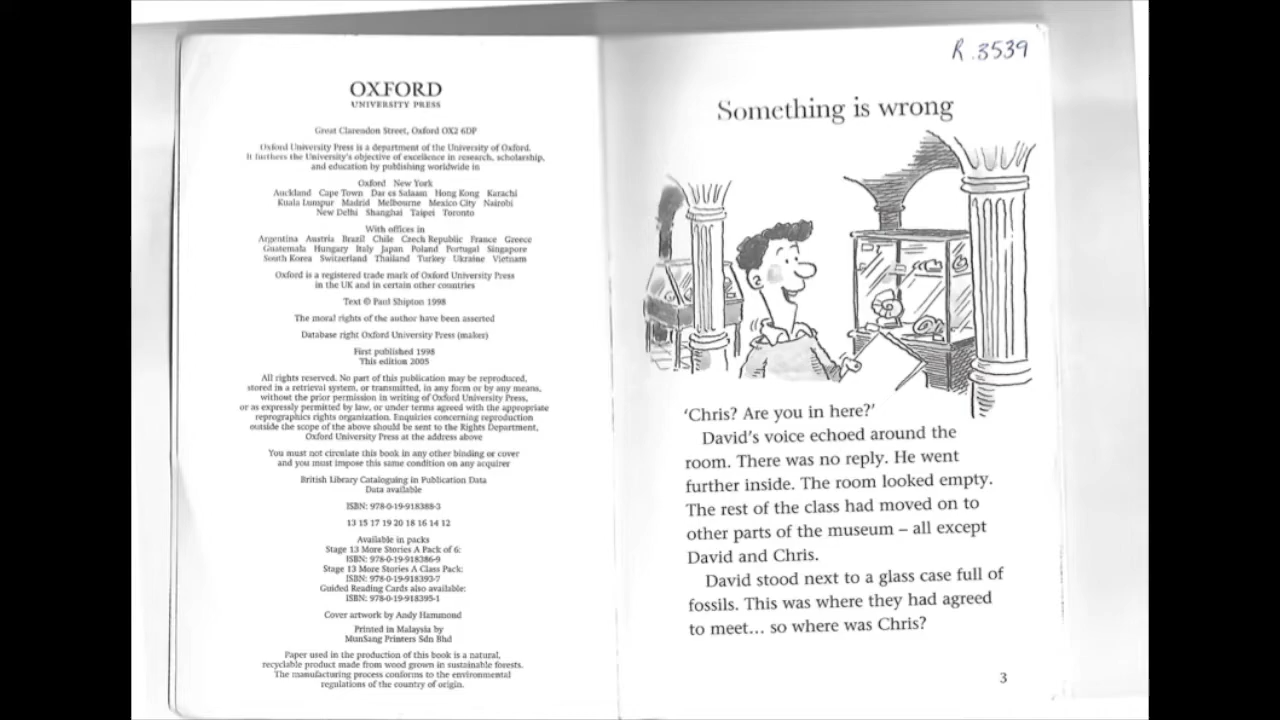 OXFORD
UNIVERSITY PRESS
Great Clarendon Street, Oxford OX2 6DP
Oxford University Press is a department of the University of Oxford.
It furthers the University's objective of excellence in research, scholarship,
and education by publishing worldwide in
Oxford New York
Auckland Cape Town Dar es Salaam Hong Kong Karachi
Kuala Lumpur Madrid Melbourne Mexico City Nairobi
New Delhi Shanghai Taipei Toronto
With offices in
Argentina Austria Brazil Chile Czech Republic France Greece
Guatemala Hungary Italy Japan Poland Portugal Singapore
South Korea Switzerland Thailand Turkey Ukraine Vietnam
Oxford is a registered trade mark of Oxford University Press
in the UK and in certain other countries
Text © Paul Shipton 1998
The moral rights of the author have been asserted
Database right Oxford University Press (maker)
First published 1998
This edition 2005
All rights reserved. No part of this publication may be reproduced,
stored in a retrieval system, or transmitted, in any form or by any means,
without the prior permission in writing of Oxford University Press,
or as expressly permitted by law, or under terms agreed with the appropriate
reprographics rights organization. Enquiries concerning reproduction
outside the scope of the above should be sent to the Rights Department,
Oxford University Press at the address above
You must not circulate this book in any other binding or cover
and you must impose this same condition on any acquirer
British Library Cataloguing in Publication Data
Data available
ISBN: 978-0-19-918388-3
13 15 17 19 20 18 16 14 12
Available in packs
Stage 13 More Stories A Pack of 6:
ISBN: 978-0-19-918386-9
Stage 13 More Stories A Class Pack:
ISBN: 978-0-19-918393-7
Guided Reading Cards also available:
ISBN: 978-0-19-918395-1
Cover artwork by Andy Hammond
Printed in Malaysia by
MunSang Printers Sdn Bhd
Paper used in the production of this book is a natural,
recyclable product made from wood grown in sustainable forests.
The manufacturing process conforms to the environmental
regulations of the country of origin.
R.3539
Something is wrong
'Chris? Are you in here?'
David's voice echoed around the
room. There was no reply. He went
further inside. The room looked empty.
The rest of the class had moved on to
other parts of the museum – all except
David and Chris.
David stood next to a glass case full of
fossils. This was where they had agreed
to meet... so where was Chris?
3